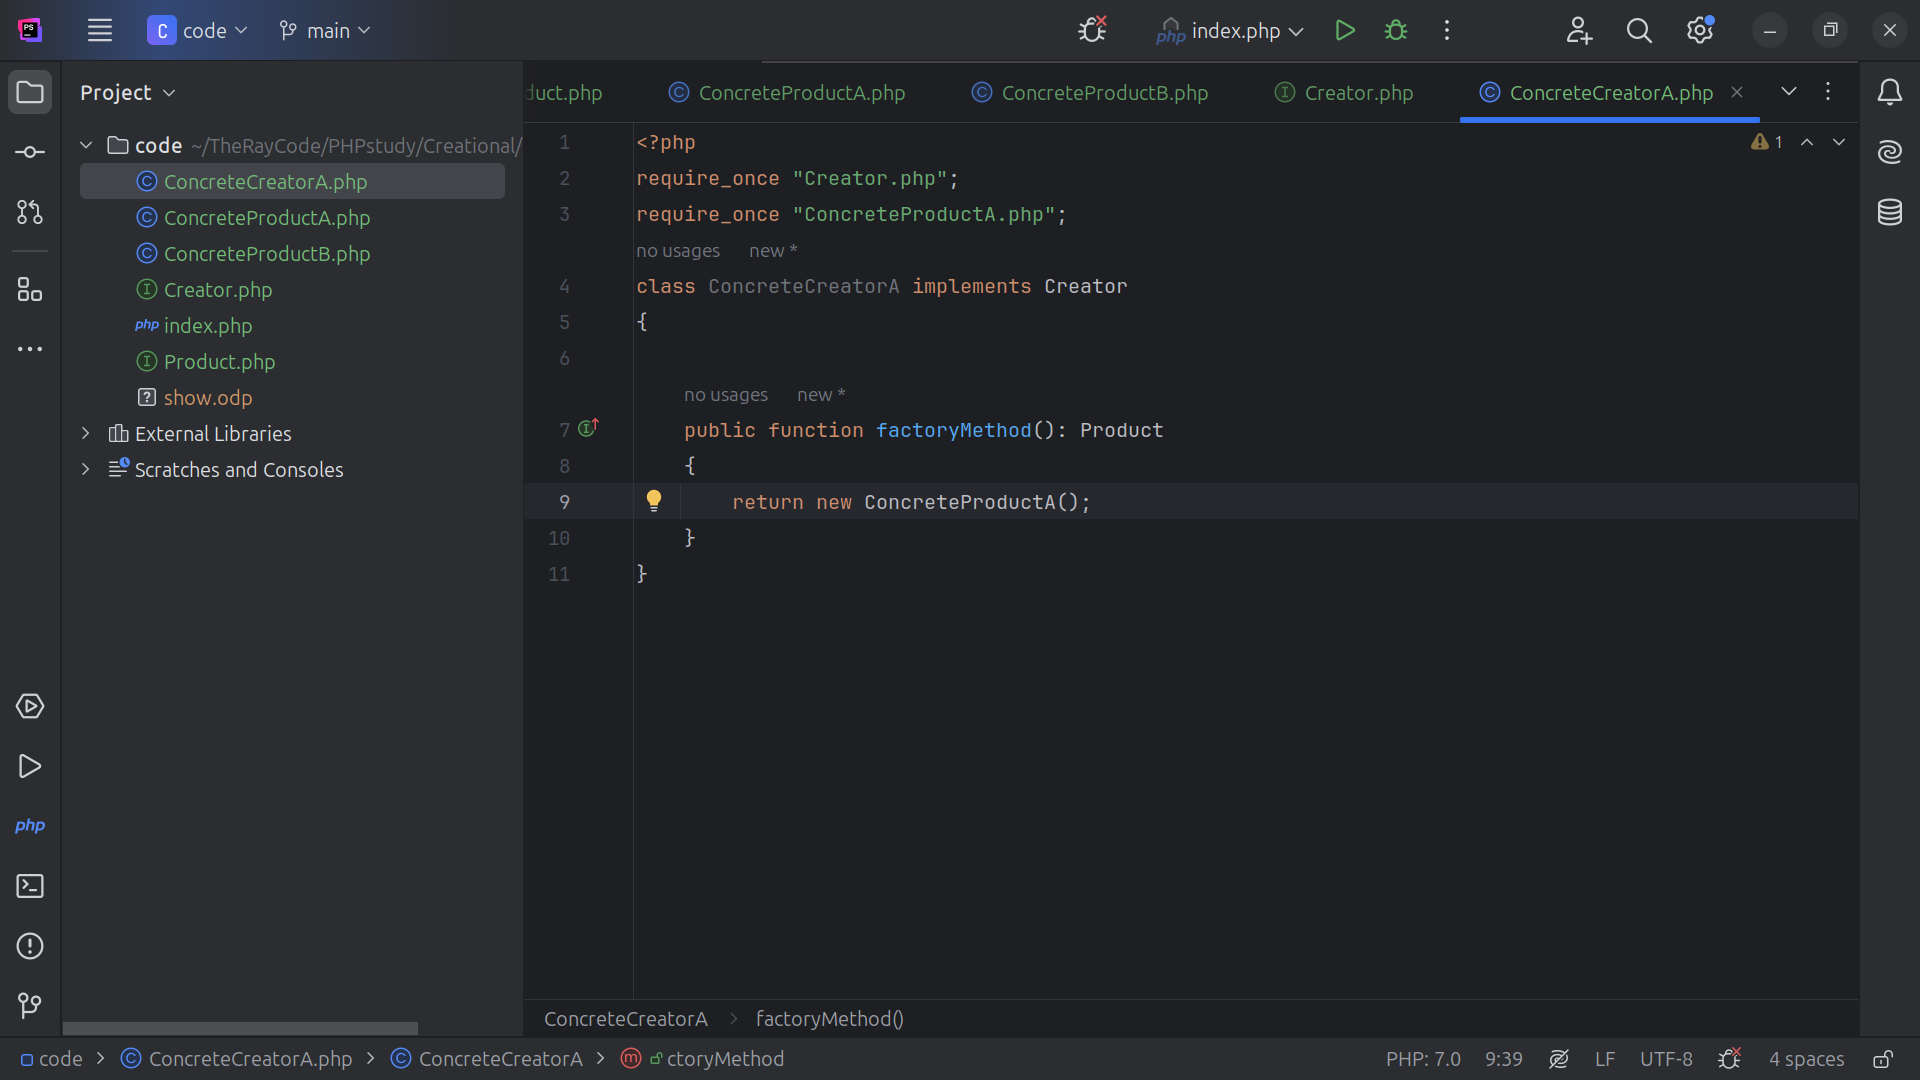 C code main index.php
Project
duct.php ConcreteProductA.php ConcreteProductB.php Creator.php ConcreteCreatorA.php
code ~/TheRayCode/PHPstudy/Creational/
ConcreteCreatorA.php
ConcreteProductA.php
ConcreteProductB.php
Creator.php
php index.php
Product.php
show.odp
External Libraries
Scratches and Consoles
php
1 <?php
2 require_once "Creator.php";
3 require_once "ConcreteProductA.php";
no usages new *
4 class ConcreteCreatorA implements Creator
5 {
6
no usages new *
7 public function factoryMethod(): Product
8 {
9 return new ConcreteProductA();
10 }
11 }
1
ConcreteCreatorA > factoryMethod()
code > ConcreteCreatorA.php > ConcreteCreatorA > ctoryMethod
PHP: 7.0 9:39 LF UTF-8 4 spaces